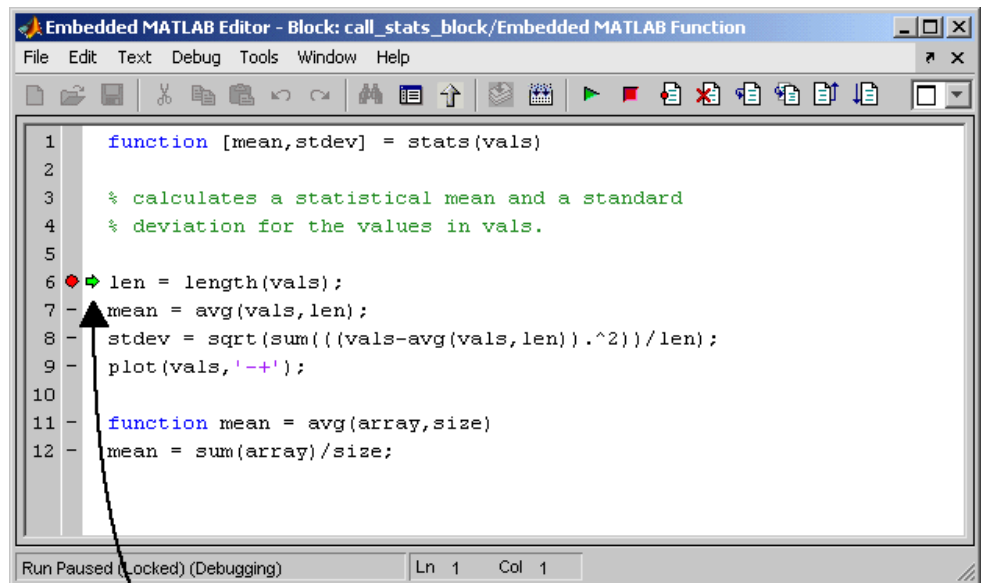 Embedded MATLAB Editor - Block: call_stats_block/Embedded MATLAB Function
File Edit Text Debug Tools Window Help
1 function [mean,stdev] = stats(vals)
2
3 % calculates a statistical mean and a standard
4 % deviation for the values in vals.
5
6 len = length(vals);
7 - mean = avg(vals,len);
8 - stdev = sqrt(sum(((vals-avg(vals,len)).^2))/len);
9 - plot(vals,'-+');
10
11 - function mean = avg(array,size)
12 - mean = sum(array)/size;
Run Paused (Locked) (Debugging) Ln 1 Col 1